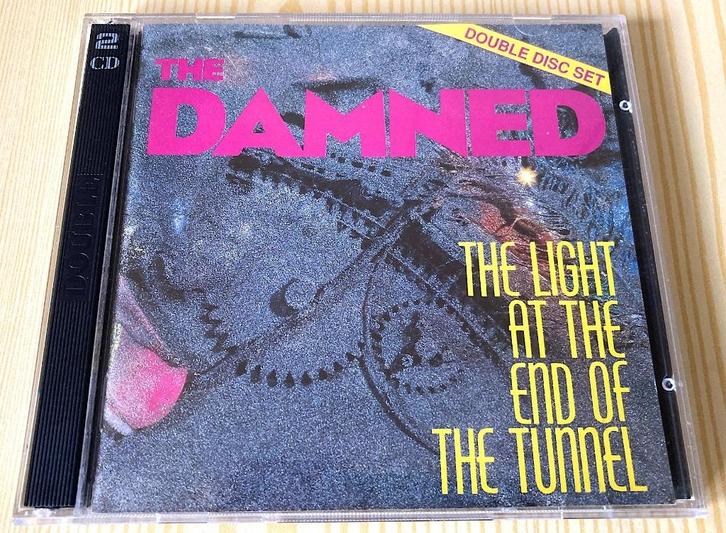 2
CD
DOUBLE
DOUBLE DISC SET
THE
DAMNED
THE LIGHT
AT THE
END OF
THE TUNNEL